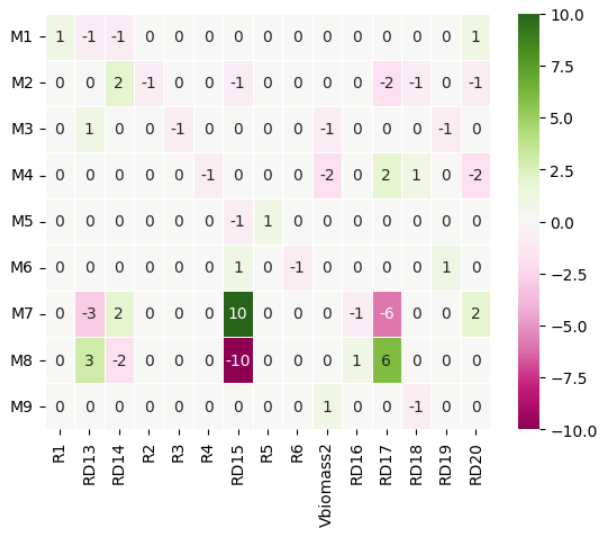 M1 1 -1 -1 0 0 0 0 0 0 0 0 0 0 0 1
M2 0 0 2 -1 0 0 -1 0 0 0 0 -2 -1 0 -1
M3 0 1 0 0 -1 0 0 0 0 -1 0 0 0 -1 0
M4 0 0 0 0 0 -1 0 0 0 -2 0 2 1 0 -2
M5 0 0 0 0 0 0 -1 1 0 0 0 0 0 0 0
M6 0 0 0 0 0 0 1 0 -1 0 0 0 0 1 0
M7 0 -3 2 0 0 0 10 0 0 0 -1 -6 0 0 2
M8 0 3 -2 0 0 0 -10 0 0 0 1 6 0 0 0
M9 0 0 0 0 0 0 0 0 0 1 0 0 -1 0 0
R1 RD13 RD14 R2 R3 R4 RD15 R5 R6 Vbiomass2 RD16 RD17 RD18 RD19 RD20
10.0
7.5
5.0
2.5
0.0
−2.5
−5.0
−7.5
−10.0